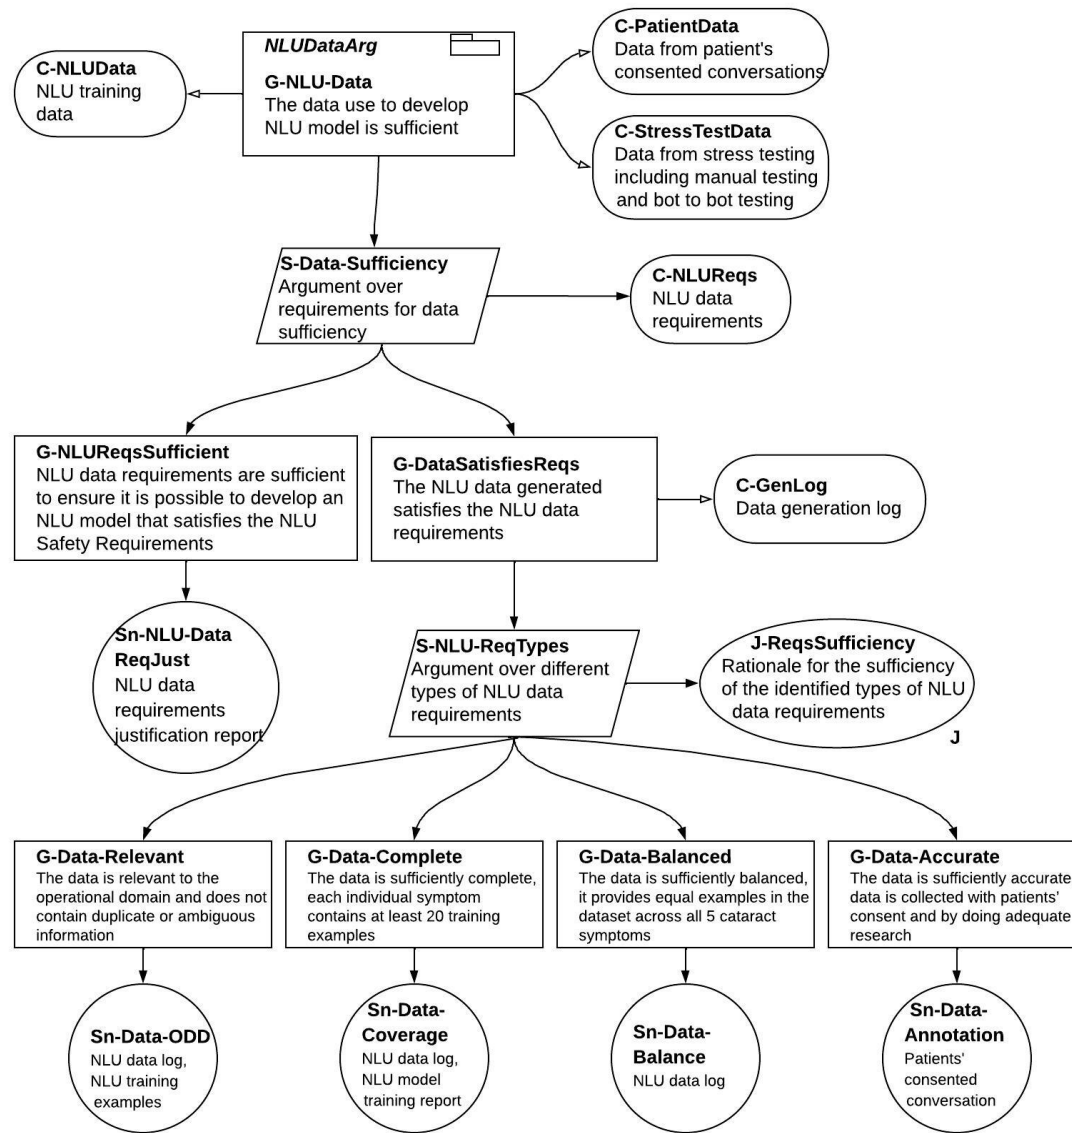 C-NLUData
NLU training
data
NLUDataArg
G-NLU-Data
The data use to develop
NLU model is sufficient
C-PatientData
Data from patient's
consented conversations
C-StressTestData
Data from stress testing
including manual testing
and bot to bot testing
S-Data-Sufficiency
Argument over
requirements for data
sufficiency
C-NLUReqs
NLU data
requirements
G-NLUReqsSufficient
NLU data requirements are sufficient
to ensure it is possible to develop an
NLU model that satisfies the NLU
Safety Requirements
G-DataSatisfiesReqs
The NLU data generated
satisfies the NLU data
requirements
C-GenLog
Data generation log
Sn-NLU-Data
ReqJust
NLU data
requirements
justification report
S-NLU-ReqTypes
Argument over different
types of NLU data
requirements
J-ReqsSufficiency
Rationale for the sufficiency
of the identified types of NLU
data requirements
J
G-Data-Relevant
The data is relevant to the
operational domain and does not
contain duplicate or ambiguous
information
G-Data-Complete
The data is sufficiently complete,
each individual symptom
contains at least 20 training
examples
G-Data-Balanced
The data is sufficiently balanced,
it provides equal examples in the
dataset across all 5 cataract
symptoms
G-Data-Accurate
The data is sufficiently accurate
data is collected with patients'
consent and by doing adequate
research
Sn-Data-ODD
NLU data log,
NLU training
examples
Sn-Data-
Coverage
NLU data log,
NLU model
training report
Sn-Data-
Balance
NLU data log
Sn-Data-
Annotation
Patients'
consented
conversation